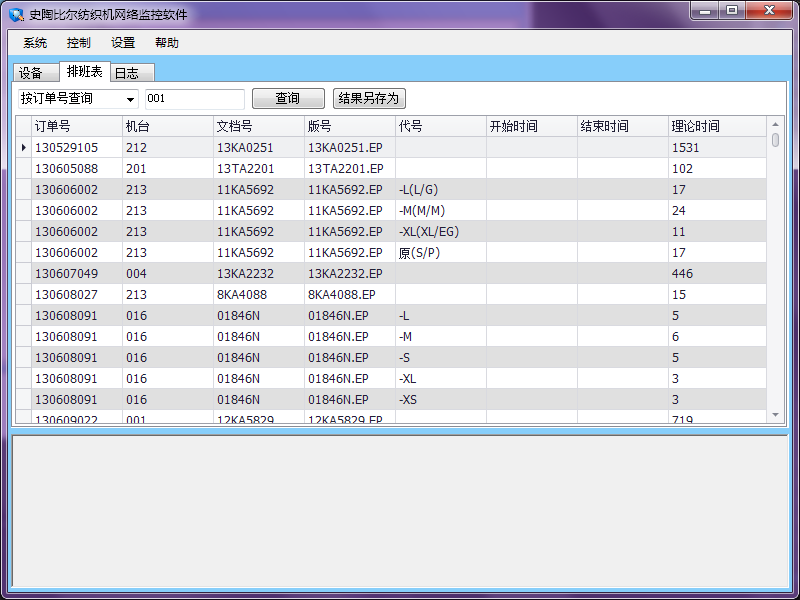 史陶比尔纺织机网络监控软件
系统 控制 设置 帮助
设备 排班表 日志
按订单号查询 001 查询 结果另存为
订单号 机台 文档号 版号 代号 开始时间 结束时间 理论时间
130529105 212 13KA0251 13KA0251.EP 1531
130605088 201 13TA2201 13TA2201.EP 102
130606002 213 11KA5692 11KA5692.EP -L(L/G) 17
130606002 213 11KA5692 11KA5692.EP -M(M/M) 24
130606002 213 11KA5692 11KA5692.EP -XL(XL/EG) 11
130606002 213 11KA5692 11KA5692.EP 原(S/P) 17
130607049 004 13KA2232 13KA2232.EP 446
130608027 213 8KA4088 8KA4088.EP 15
130608091 016 01846N 01846N.EP -L 5
130608091 016 01846N 01846N.EP -M 6
130608091 016 01846N 01846N.EP -S 5
130608091 016 01846N 01846N.EP -XL 3
130608091 016 01846N 01846N.EP -XS 3
130609022 001 12KA5829 12KA5829.EP 719